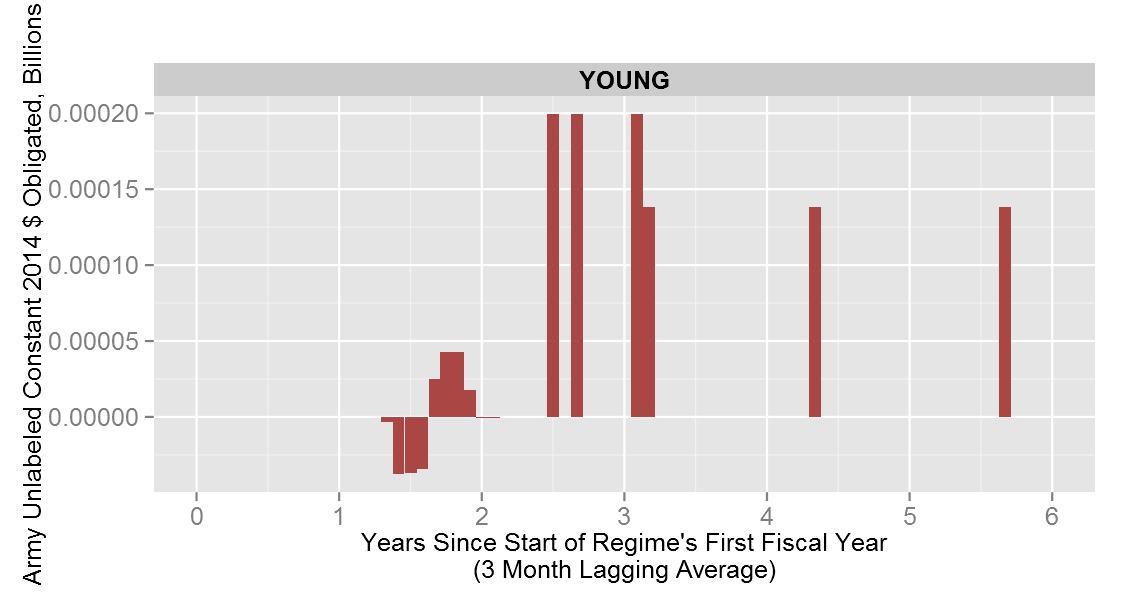 YOUNG
Army Unlabeled Constant 2014 $ Obligated, Billions
0.00020
0.00015
0.00010
0.00005
0.00000
0 1 2 3 4 5 6
Years Since Start of Regime's First Fiscal Year
(3 Month Lagging Average)